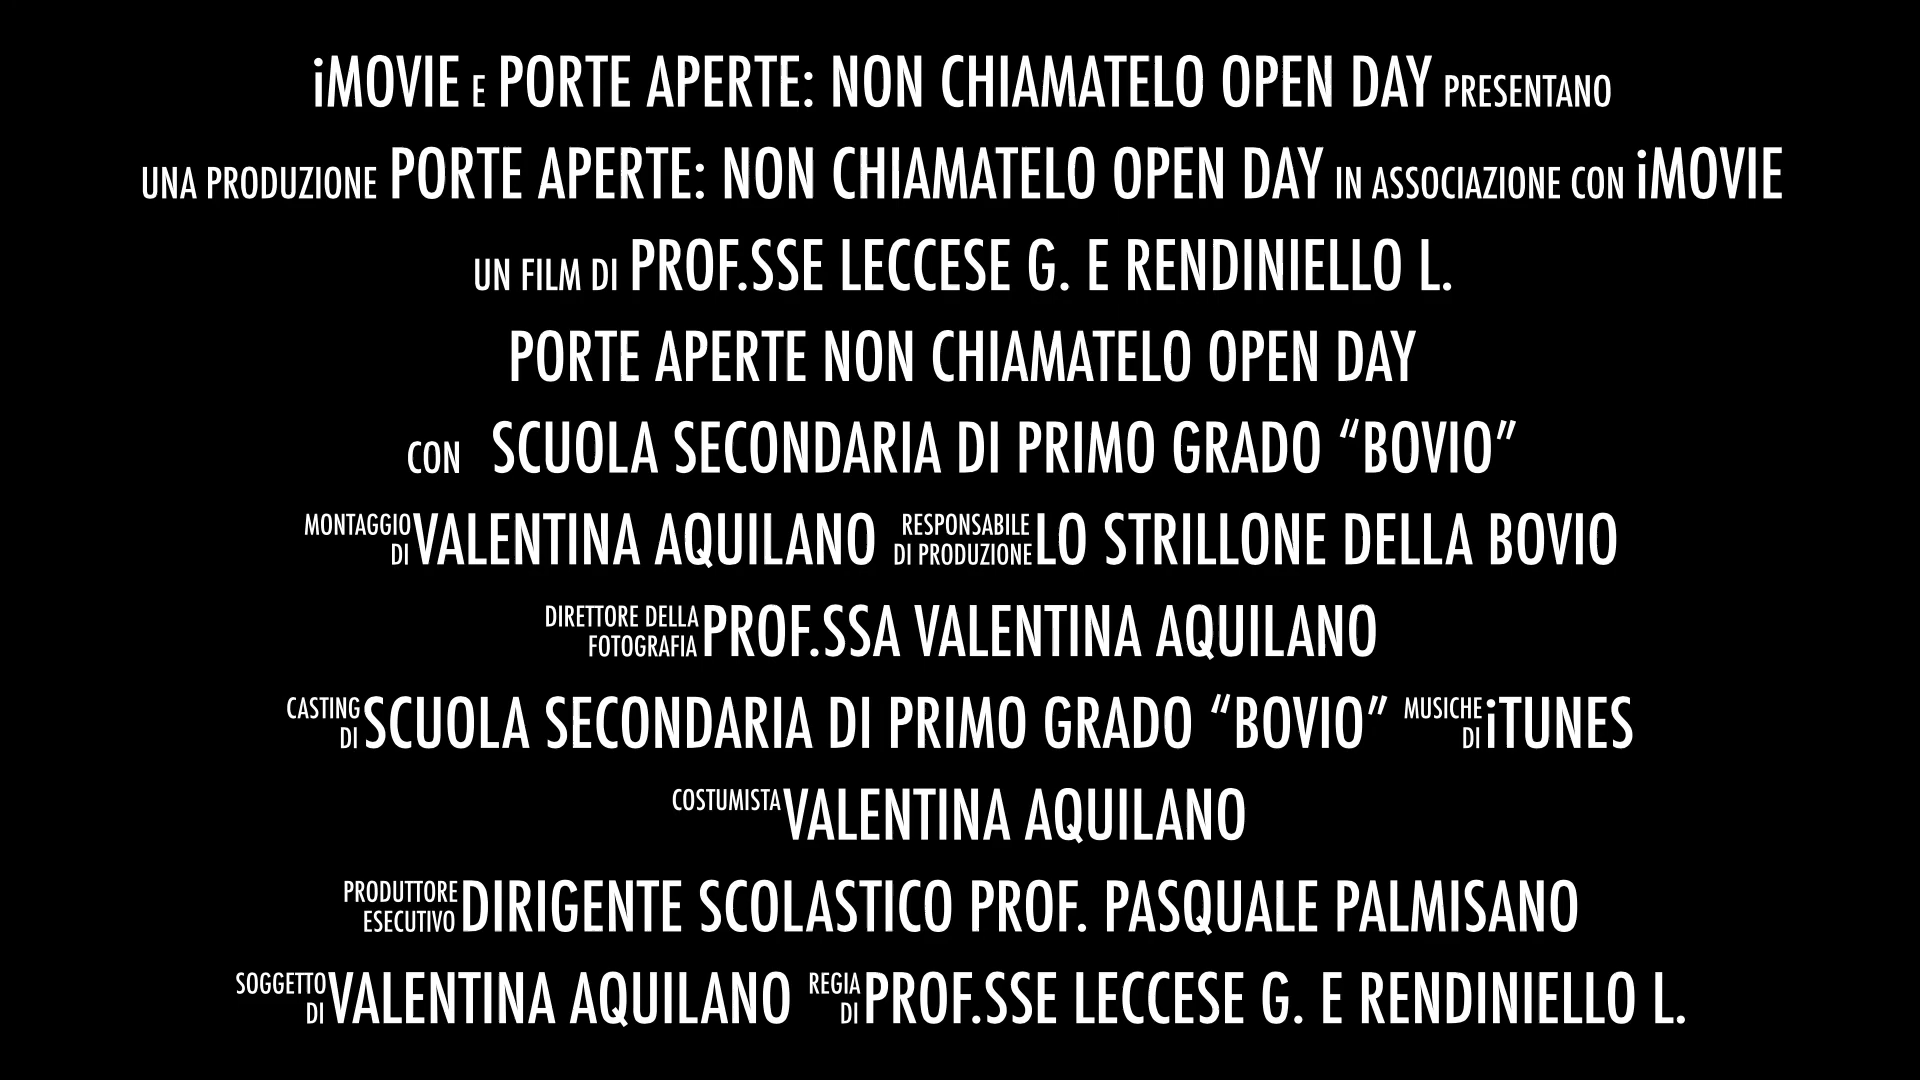 iMOVIE E PORTE APERTE: NON CHIAMATELO OPEN DAY PRESENTANO
UNA PRODUZIONE PORTE APERTE: NON CHIAMATELO OPEN DAY IN ASSOCIAZIONE CON iMOVIE
UN FILM DI PROF.SSE LECCESE G. E RENDINIELLO L.
PORTE APERTE NON CHIAMATELO OPEN DAY
CON SCUOLA SECONDARIA DI PRIMO GRADO “BOVIO”
MONTAGGIO DI VALENTINA AQUILANO RESPONSABILE DI PRODUZIONE LO STRILLONE DELLA BOVIO
DIRETTORE DELLA FOTOGRAFIA PROF.SSA VALENTINA AQUILANO
CASTING DI SCUOLA SECONDARIA DI PRIMO GRADO “BOVIO” MUSICHE DI iTUNES
COSTUMISTA VALENTINA AQUILANO
PRODUTTORE ESECUTIVO DIRIGENTE SCOLASTICO PROF. PASQUALE PALMISANO
SOGGETTO DI VALENTINA AQUILANO REGIA DI PROF.SSE LECCESE G. E RENDINIELLO L.